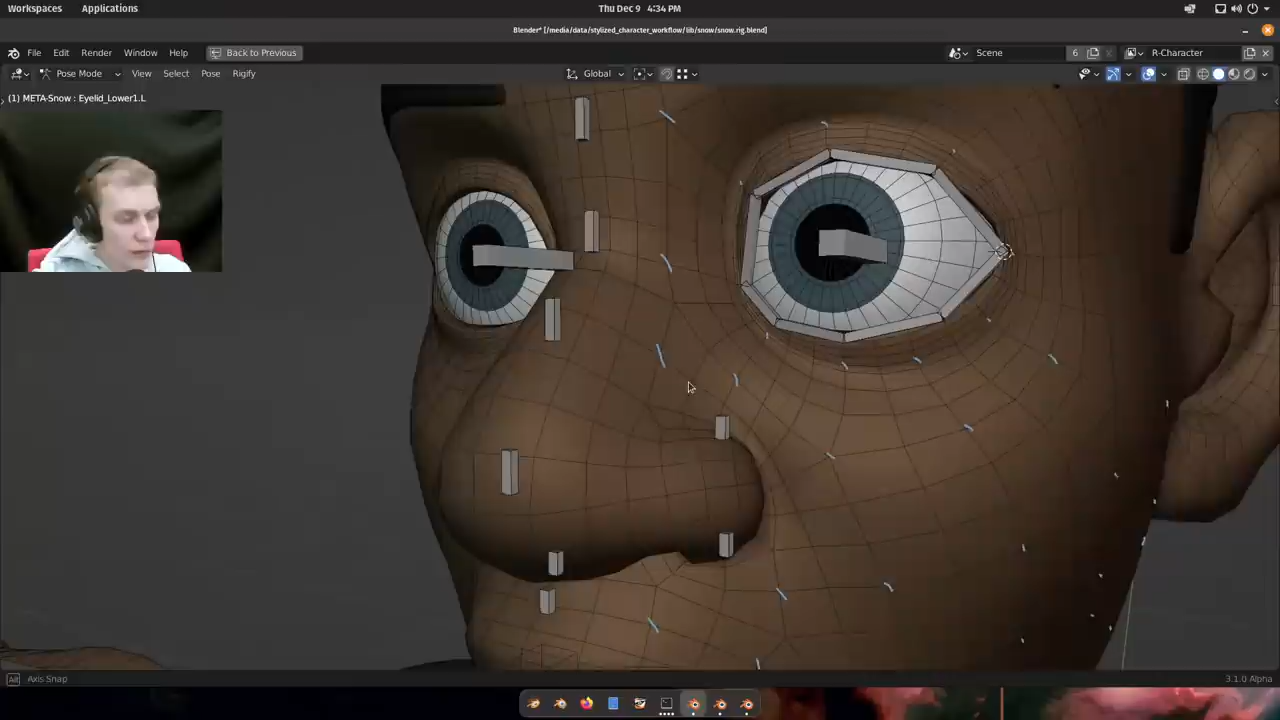 Workspaces Applications Thu Dec 9 4:34 PM
Blender* [/media/data/stylized_character_workflow/lib/snow/snow.rig.blend]
File Edit Render Window Help Back to Previous Scene 6 R-Character
Pose Mode View Select Pose Rigify Global
(1) META-Snow : Eyelid_Lower1.L
Alt Axis Snap 3.1.0 Alpha